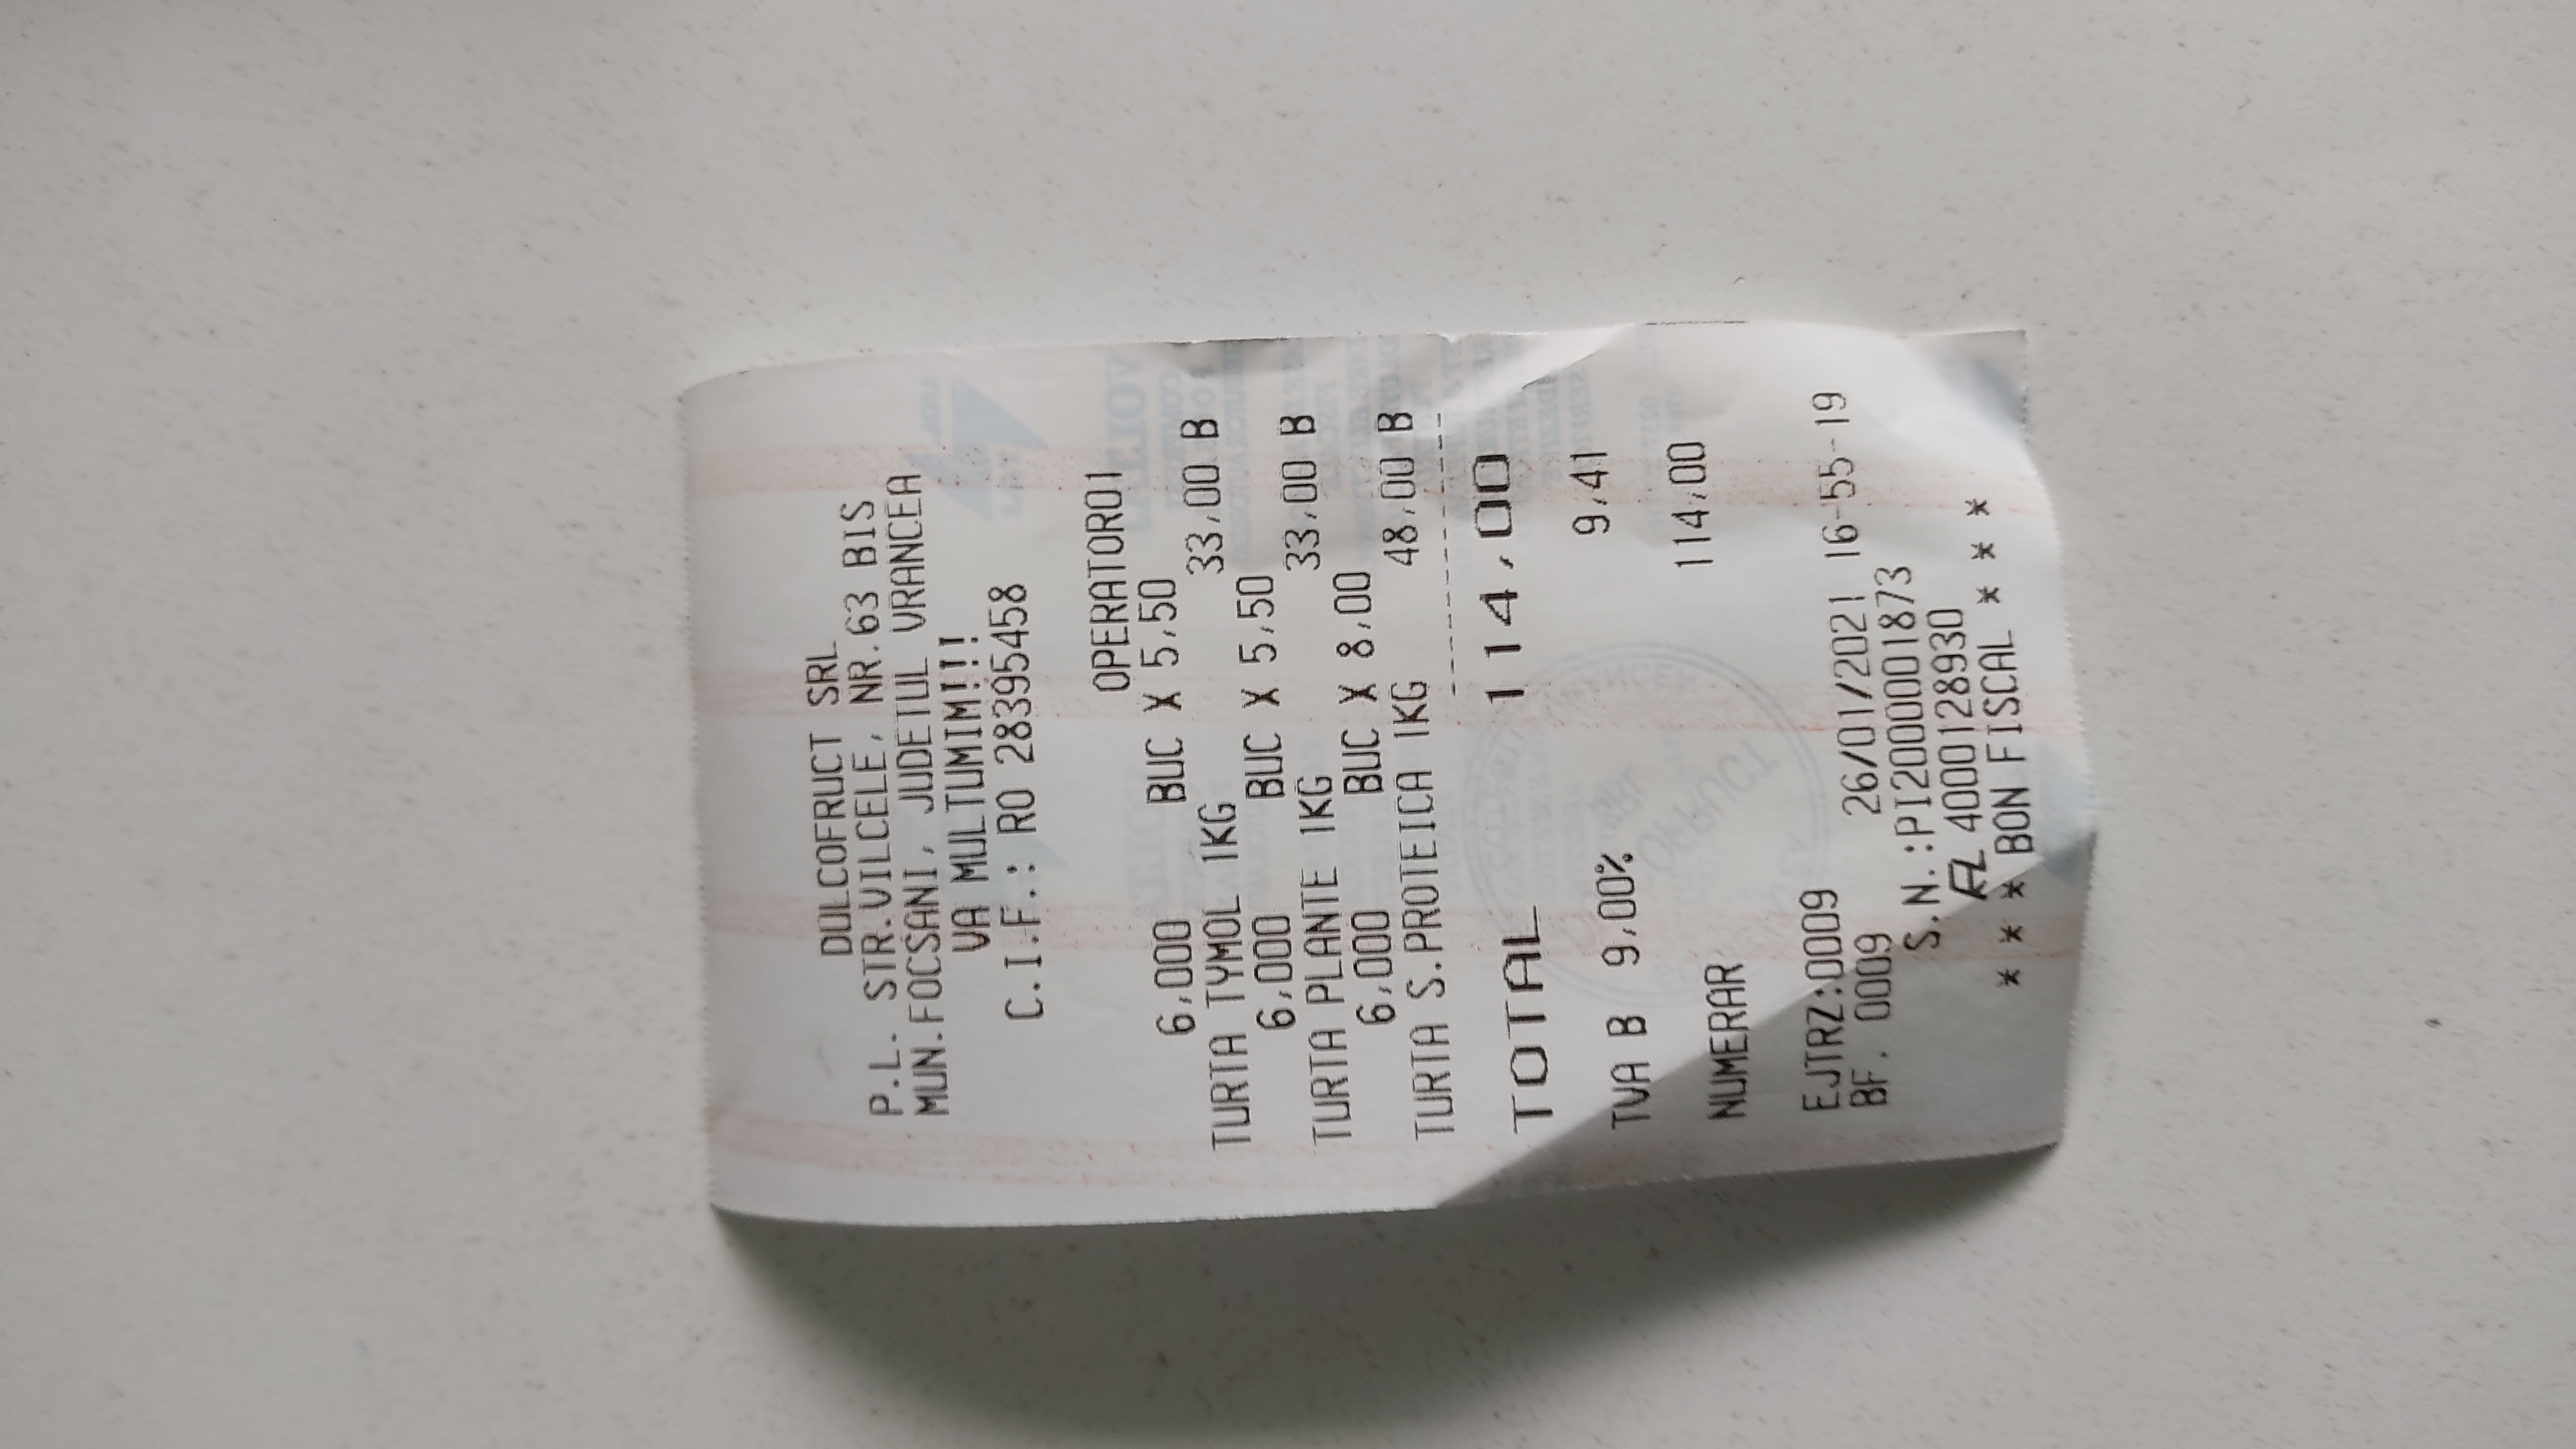 DULCOFRUCT SRL
P.L. STR.VILCELE, NR.63 BIS
MUN.FOCSANI, JUDETUL VRANCEA
VA MULTUMIM!!!
C.I.F.: RO 28395458
OPERATOR01
6,000 BUC X 5,50
TURTA TYMOL 1KG 33,00 B
6,000 BUC X 5,50
TURTA PLANTE 1KG 33,00 B
6,000 BUC X 8,00
TURTA S.PROTEICA 1KG 48,00 B
TOTAL 114,00
TVA B 9,00% 9,41
NUMERAR 114,00
EJTRZ:0009
BF. 0009 26/01/2021 16-55-19
S.N.:PI2000001873
4000128930
* * * BON FISCAL * * *